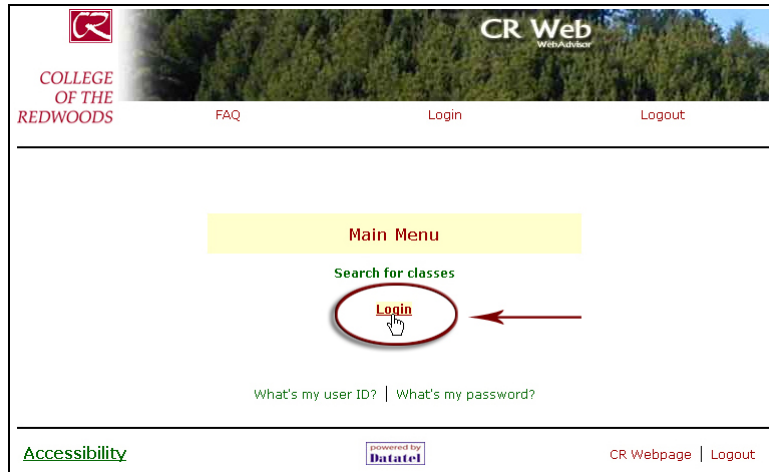 CR
COLLEGE
OF THE
REDWOODS
CR Web
WebAdvisor
FAQ Login Logout
Main Menu
Search for classes
Login
What's my user ID? | What's my password?
Accessibility
powered by
Datatel
CR Webpage | Logout